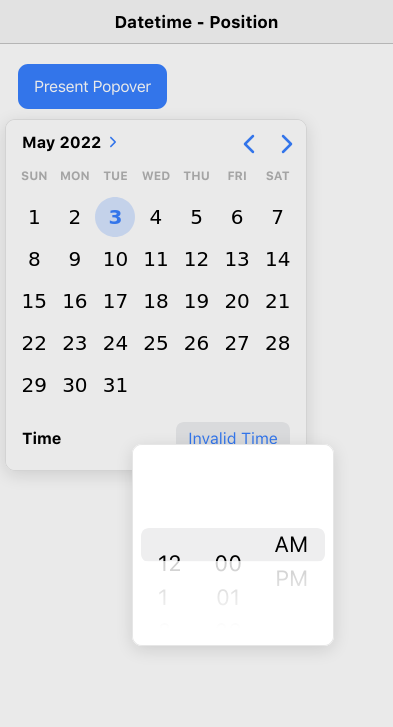 Datetime - Position
Present Popover
May 2022
SUN MON TUE WED THU FRI SAT
1 2 3 4 5 6 7
8 9 10 11 12 13 14
15 16 17 18 19 20 21
22 23 24 25 26 27 28
29 30 31
Time Invalid Time
AM
12 00
PM
1 01